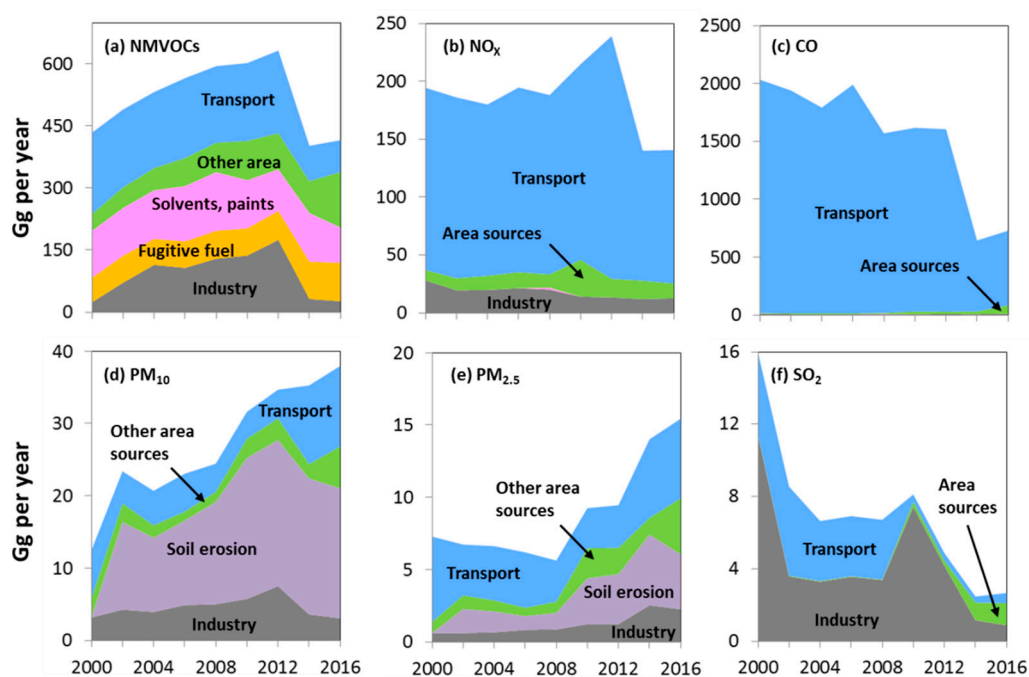 (a) NMVOCs
(b) NOX
(c) CO
Gg per year
600
450
300
150
0
Transport
Other area
Solvents, paints
Fugitive fuel
Industry
250
200
150
100
50
0
Transport
Area sources
Industry
2500
2000
1500
1000
500
0
Transport
Area sources
(d) PM10
(e) PM2.5
(f) SO2
Gg per year
40
30
20
10
0
Transport
Other area
sources
Soil erosion
Industry
2000 2004 2008 2012 2016
20
15
10
5
0
Other area
sources
Transport
Soil erosion
Industry
2000 2004 2008 2012 2016
16
12
8
4
0
Area
sources
Transport
Industry
2000 2004 2008 2012 2016